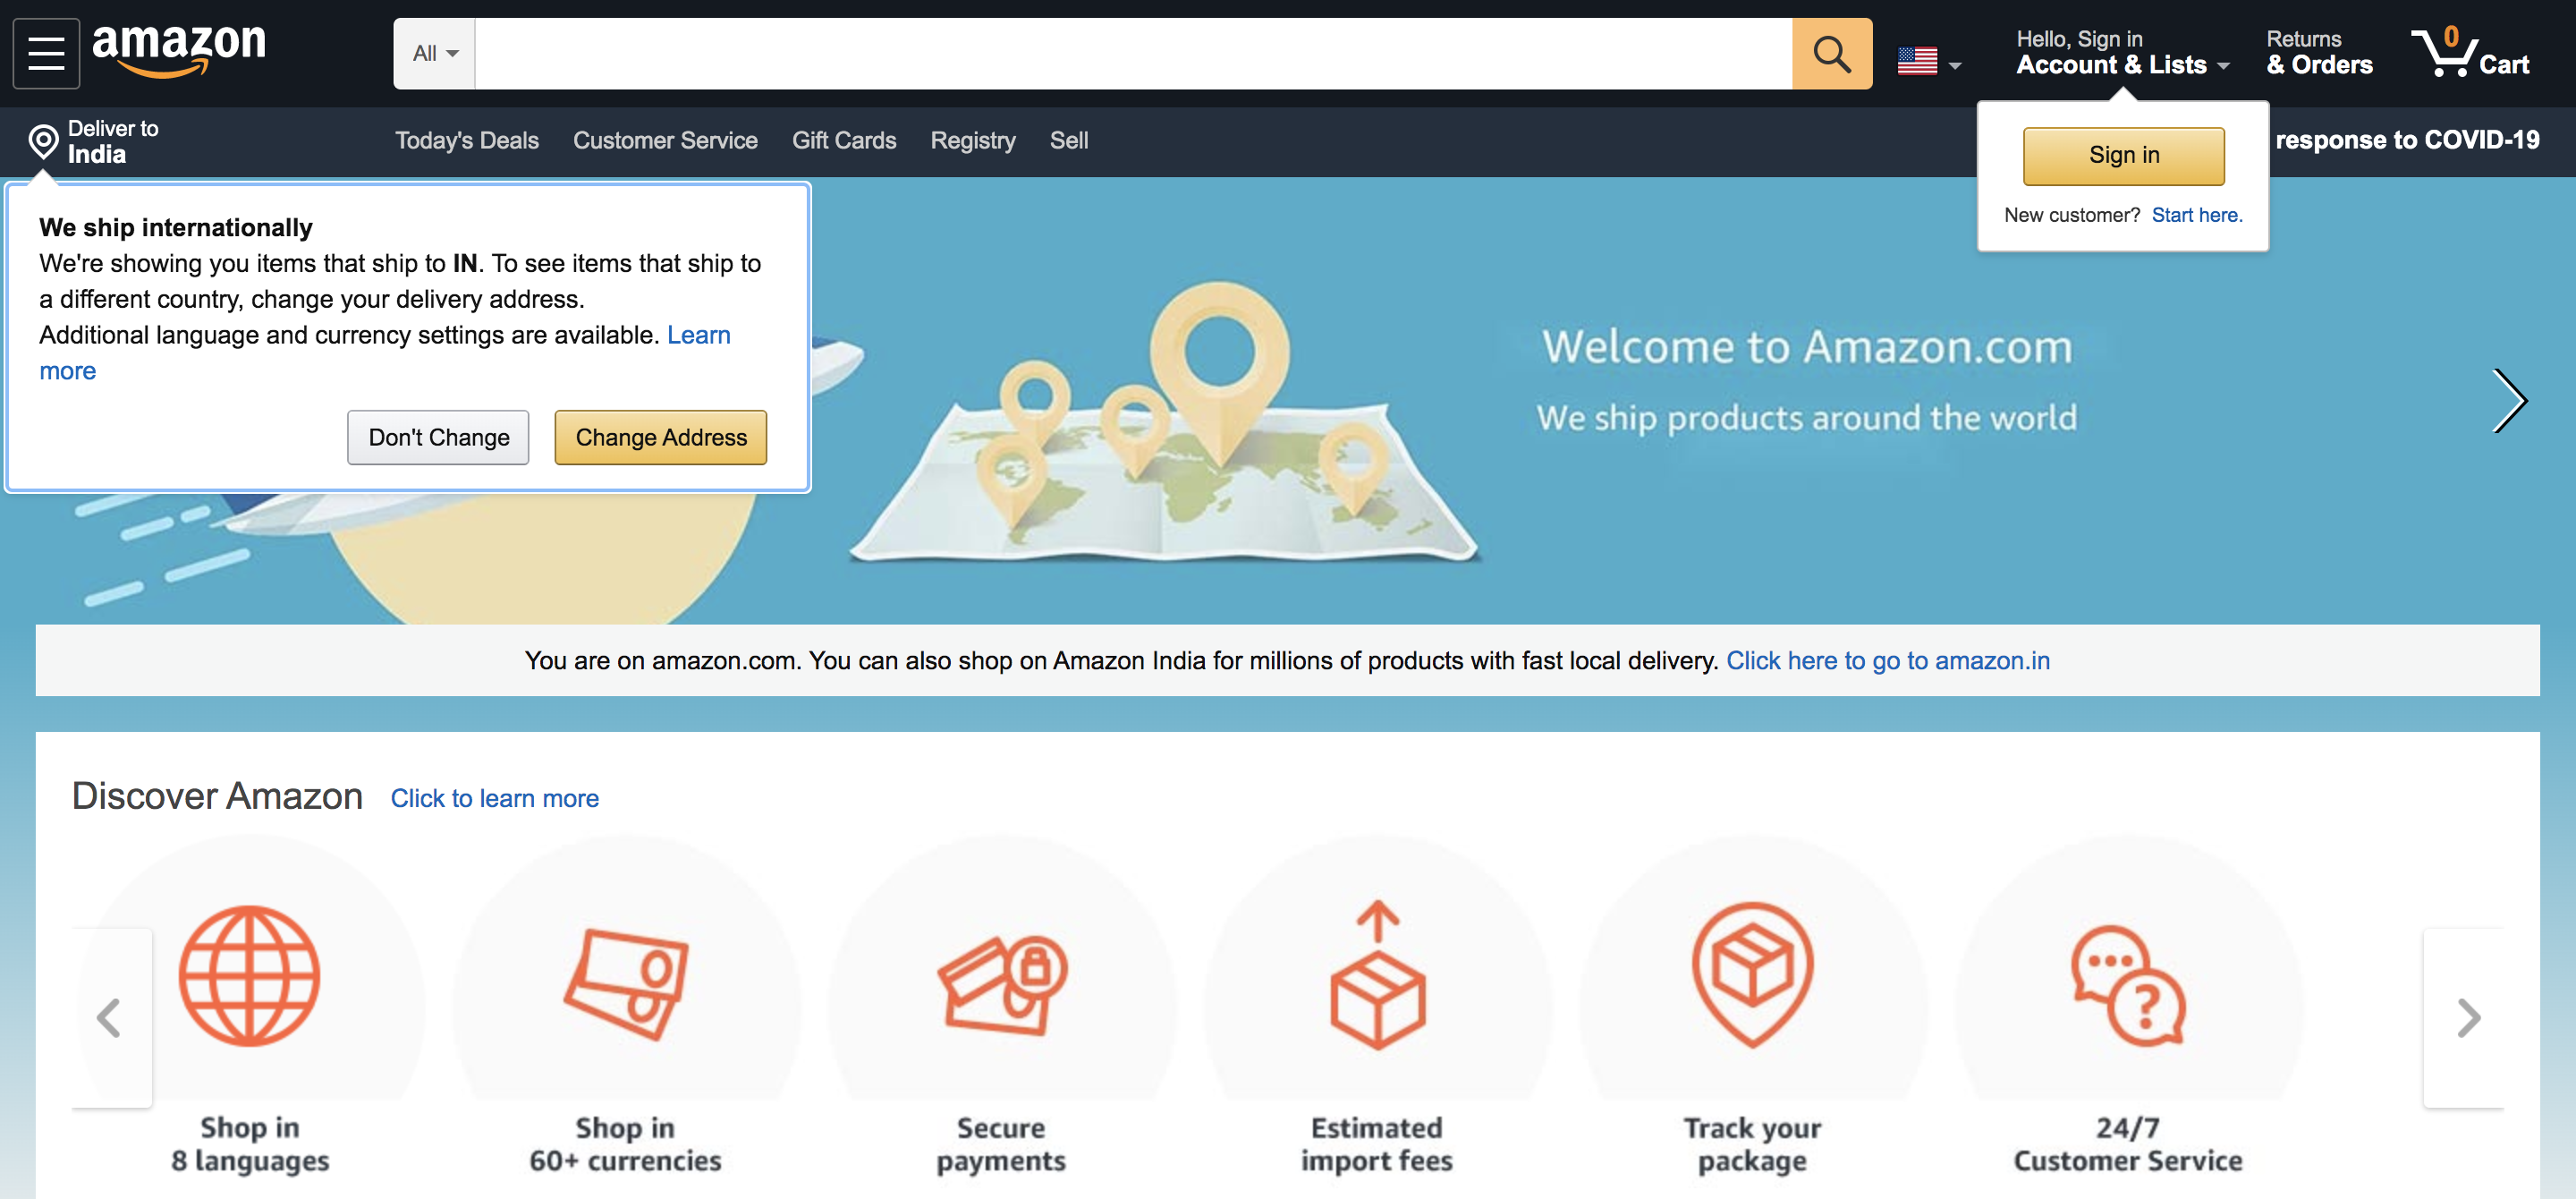 amazon
All
Hello, Sign in
Account & Lists
Returns
& Orders
0
Cart
Deliver to
India
Today's Deals
Customer Service
Gift Cards
Registry
Sell
response to COVID-19
Sign in
New customer? Start here.
We ship internationally
We're showing you items that ship to IN. To see items that ship to
a different country, change your delivery address.
Additional language and currency settings are available. Learn
more
Don't Change
Change Address
Welcome to Amazon.com
We ship products around the world
You are on amazon.com. You can also shop on Amazon India for millions of products with fast local delivery. Click here to go to amazon.in
Discover Amazon
Click to learn more
Shop in
8 languages
Shop in
60+ currencies
Secure
payments
Estimated
import fees
Track your
package
24/7
Customer Service